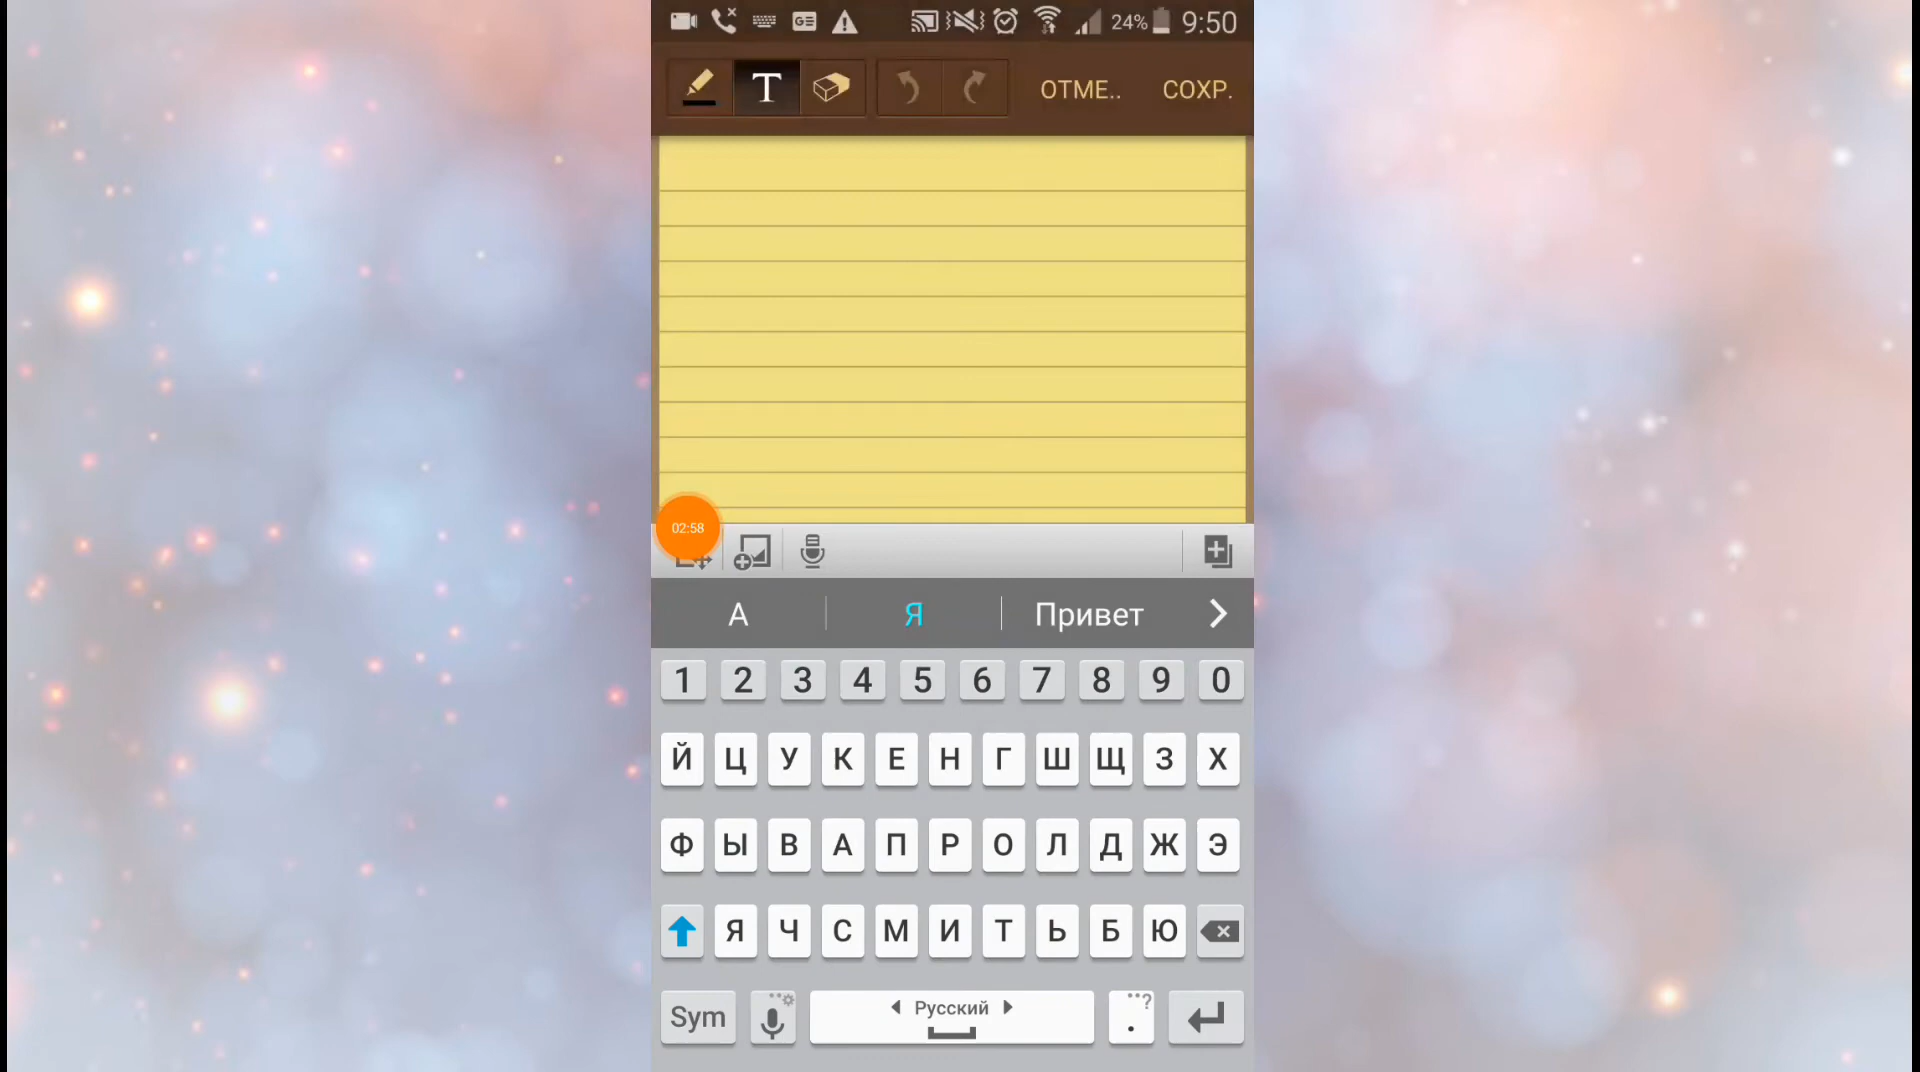 GE 24% 9:50
T ОТМЕ.. СОХР.
02:58
А Я Привет
1 2 3 4 5 6 7 8 9 0
Й Ц У К Е Н Г Ш Щ З Х
Ф Ы В А П Р О Л Д Ж Э
Я Ч С М И Т Ь Б Ю
Sym Русский . ..?